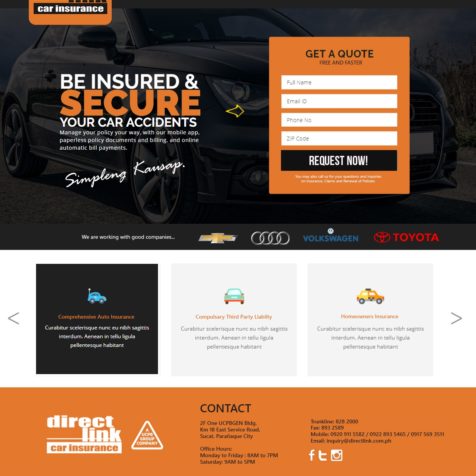 car insurance
BE INSURED &
SECURE
YOUR CAR ACCIDENTS
Manage your policy your way, with our mobile app,
paperless policy documents and billing, and online
automatic bill payments.
Simpleng Kausap.
GET A QUOTE
FREE AND FASTER
Full Name
Email ID
Phone No
ZIP Code
REQUEST NOW!
You may also call us for your questions and inquiries
for Insurance, Claims and Renewal of Policies
We are working with good companies...
VOLKSWAGEN
TOYOTA
<
Comprehensive Auto Insurance
Curabitur scelerisque nunc eu nibh sagittis
interdum. Aenean in tellus ligula
pellentesque habitant
Compulsary Third Party Liability
Curabitur scelerisque nunc eu nibh sagittis
interdum. Aenean in tellus ligula
pellentesque habitant
Homeowners Insurance
Curabitur scelerisque nunc eu nibh sagittis
interdum. Aenean in tellus ligula
pellentesque habitant
>
direct
link
car insurance
UCPB
GROUP
COMPANY
CONTACT
2F One UCPBGEN Bldg.
Km 18 East Service Road,
Sucat, Parañaque City
Office Hours:
Monday to Friday : 8AM to 7PM
Saturday: 9AM to 5PM
Trunkline: 828 2000
Fax: 893 2589
Mobile: 0920 911 5582 / 0922 893 5465 / 0917 569 3511
Email: inquiry@directlink.com.ph